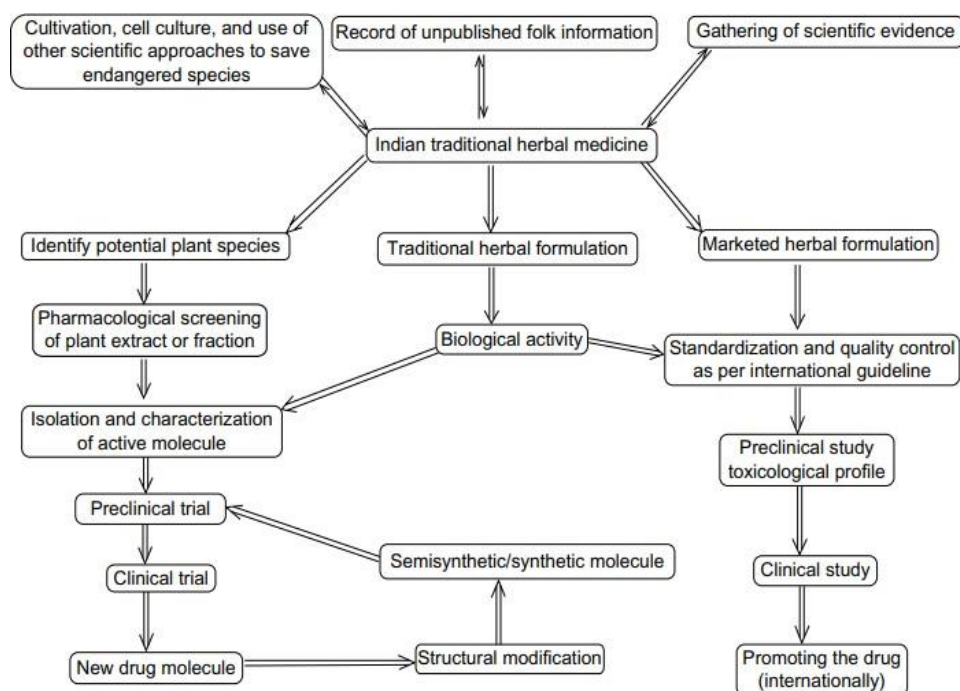 Cultivation, cell culture, and use of
other scientific approaches to save
endangered species
Record of unpublished folk information
Gathering of scientific evidence
Indian traditional herbal medicine
Identify potential plant species
Traditional herbal formulation
Marketed herbal formulation
Pharmacological screening
of plant extract or fraction
Biological activity
Standardization and quality control
as per international guideline
Isolation and characterization
of active molecule
Preclinical study
toxicological profile
Preclinical trial
Semisynthetic/synthetic molecule
Clinical trial
Clinical study
New drug molecule
Structural modification
Promoting the drug
(internationally)